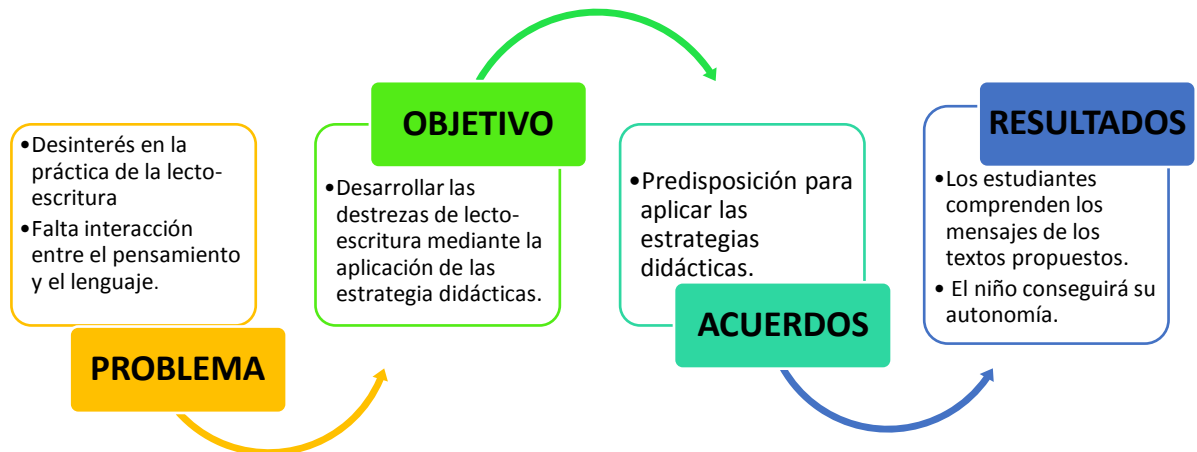 •Desinterés en la
práctica de la lecto-
escritura
•Falta interacción
entre el pensamiento
y el lenguaje.
PROBLEMA
OBJETIVO
•Desarrollar las
destrezas de lecto-
escritura mediante la
aplicación de las
estrategia didácticas.
•Predisposición para
aplicar las
estrategias
didácticas.
ACUERDOS
RESULTADOS
•Los estudiantes
comprenden los
mensajes de los
textos propuestos.
• El niño conseguirá su
autonomía.